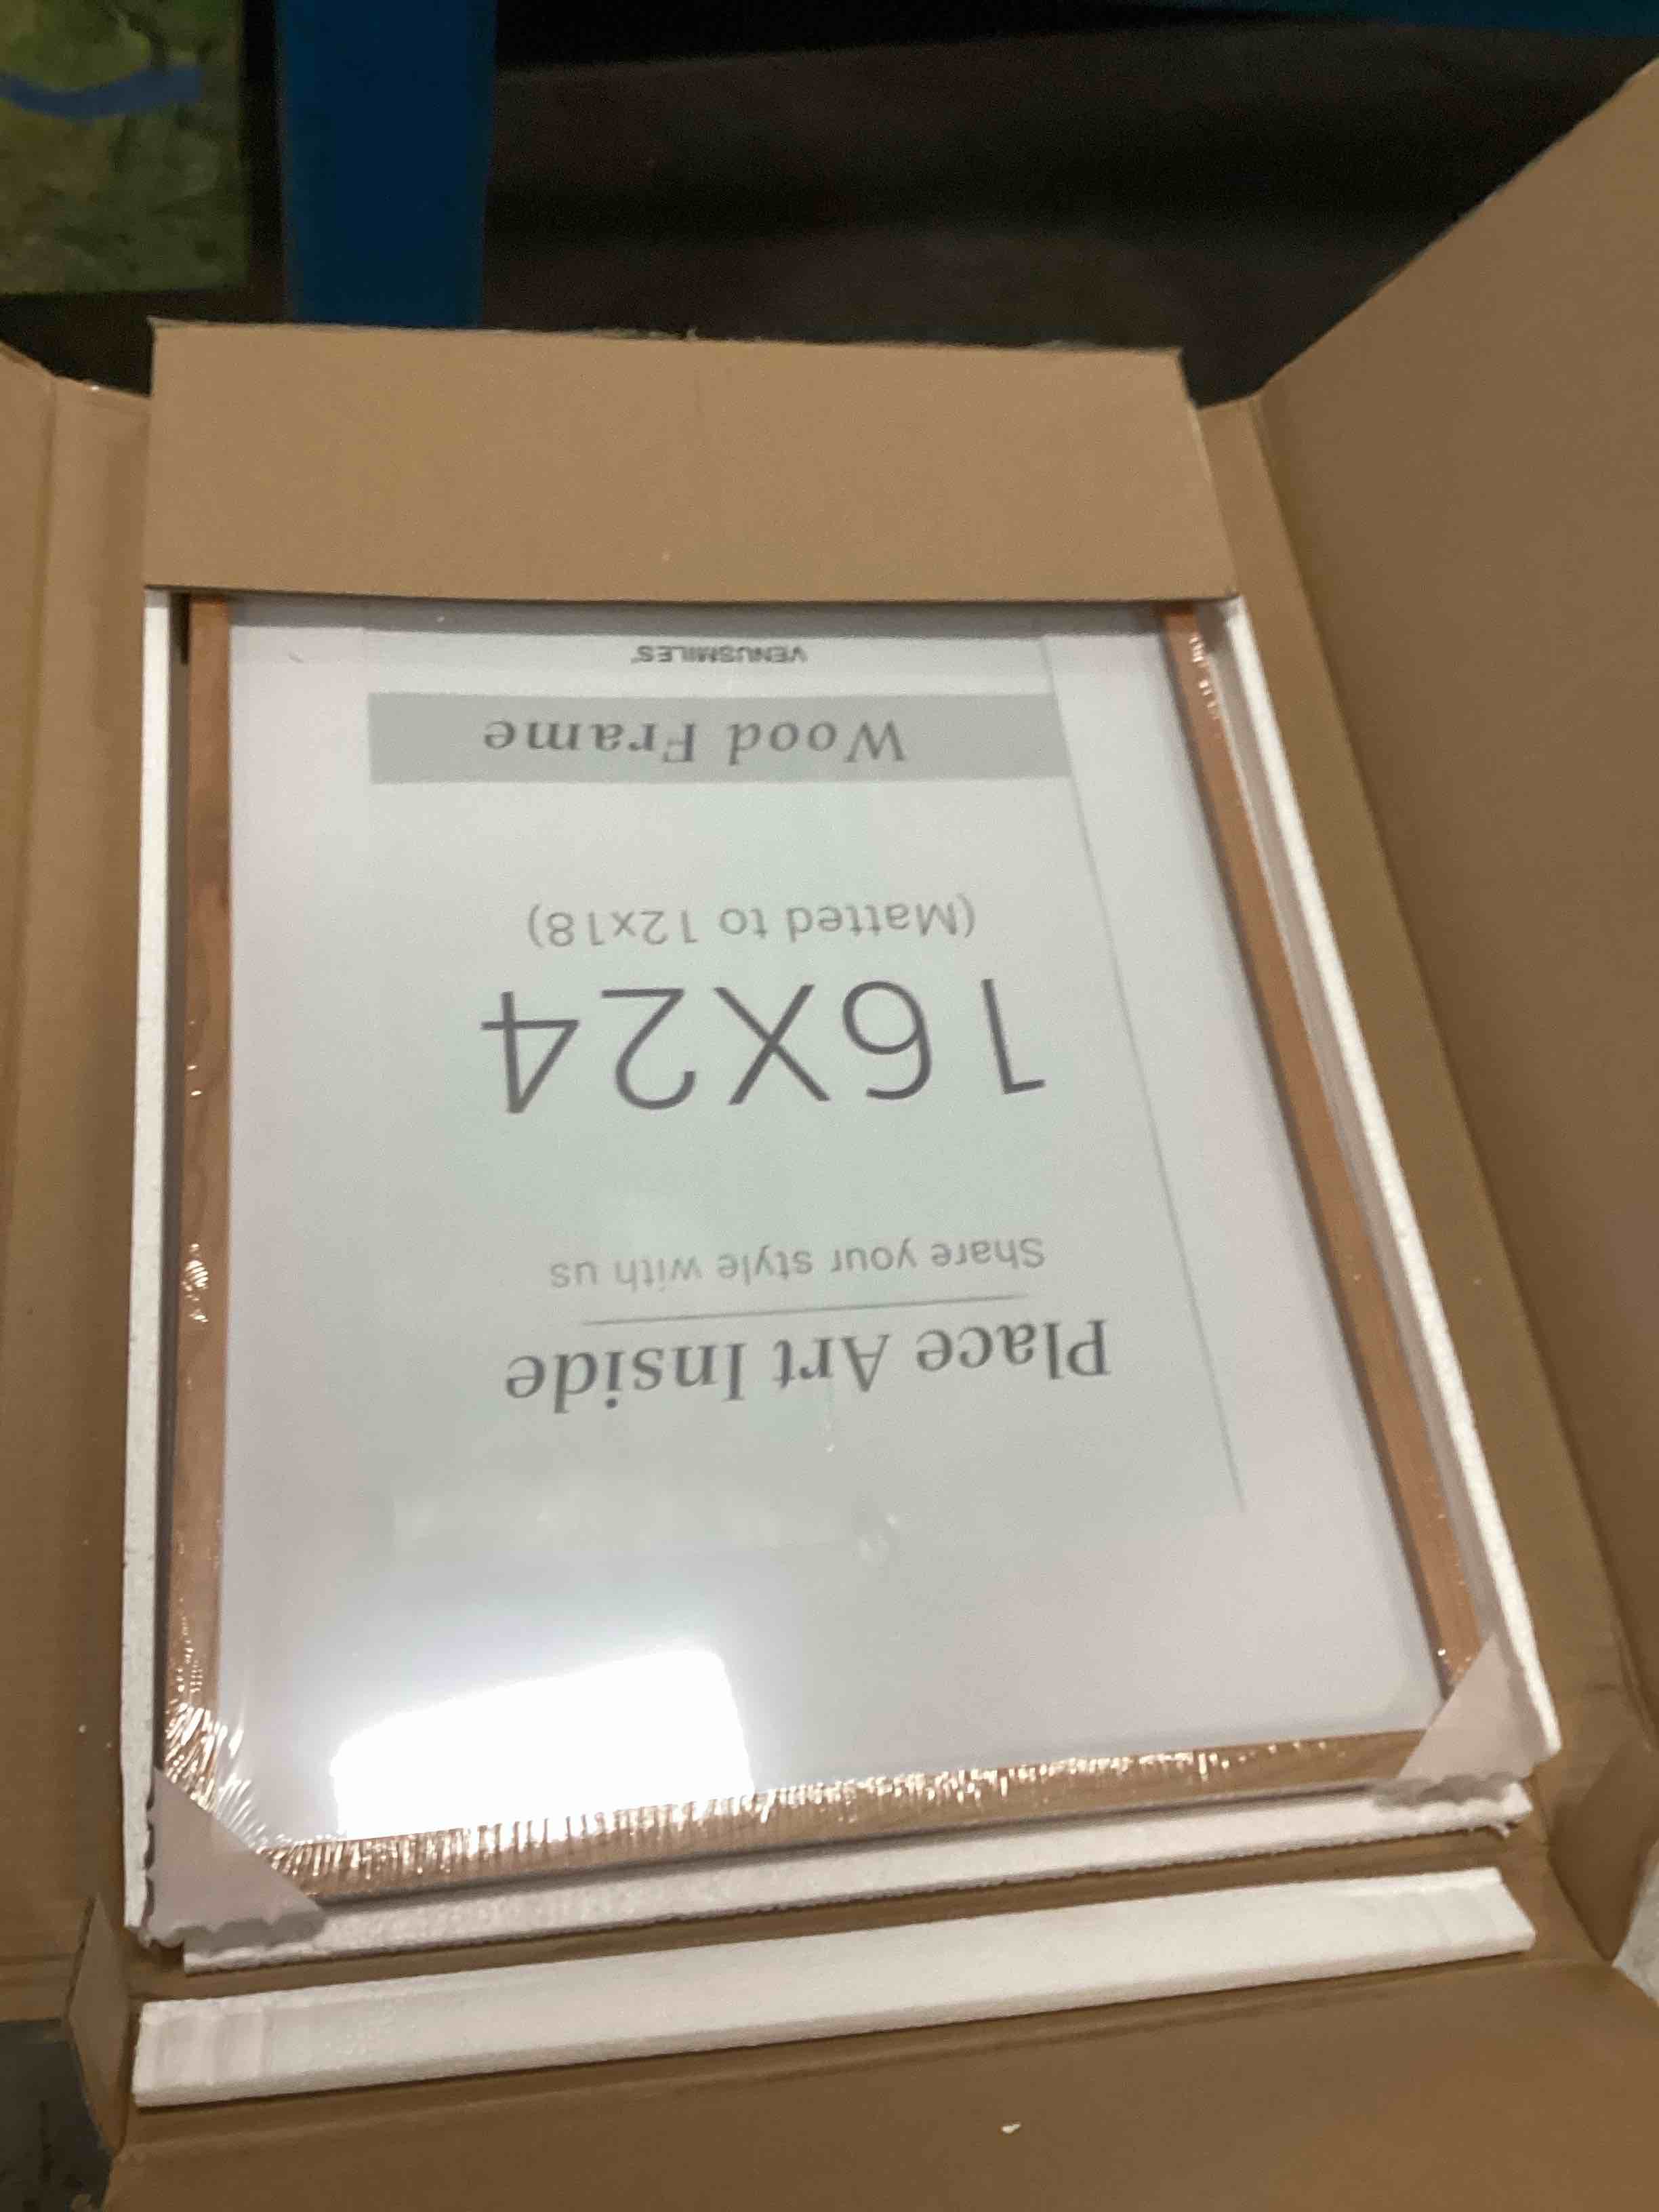 Place Art Inside
Share your style with us
16X24
(Matted to 12x18)
Wood Frame
VENUSMILES